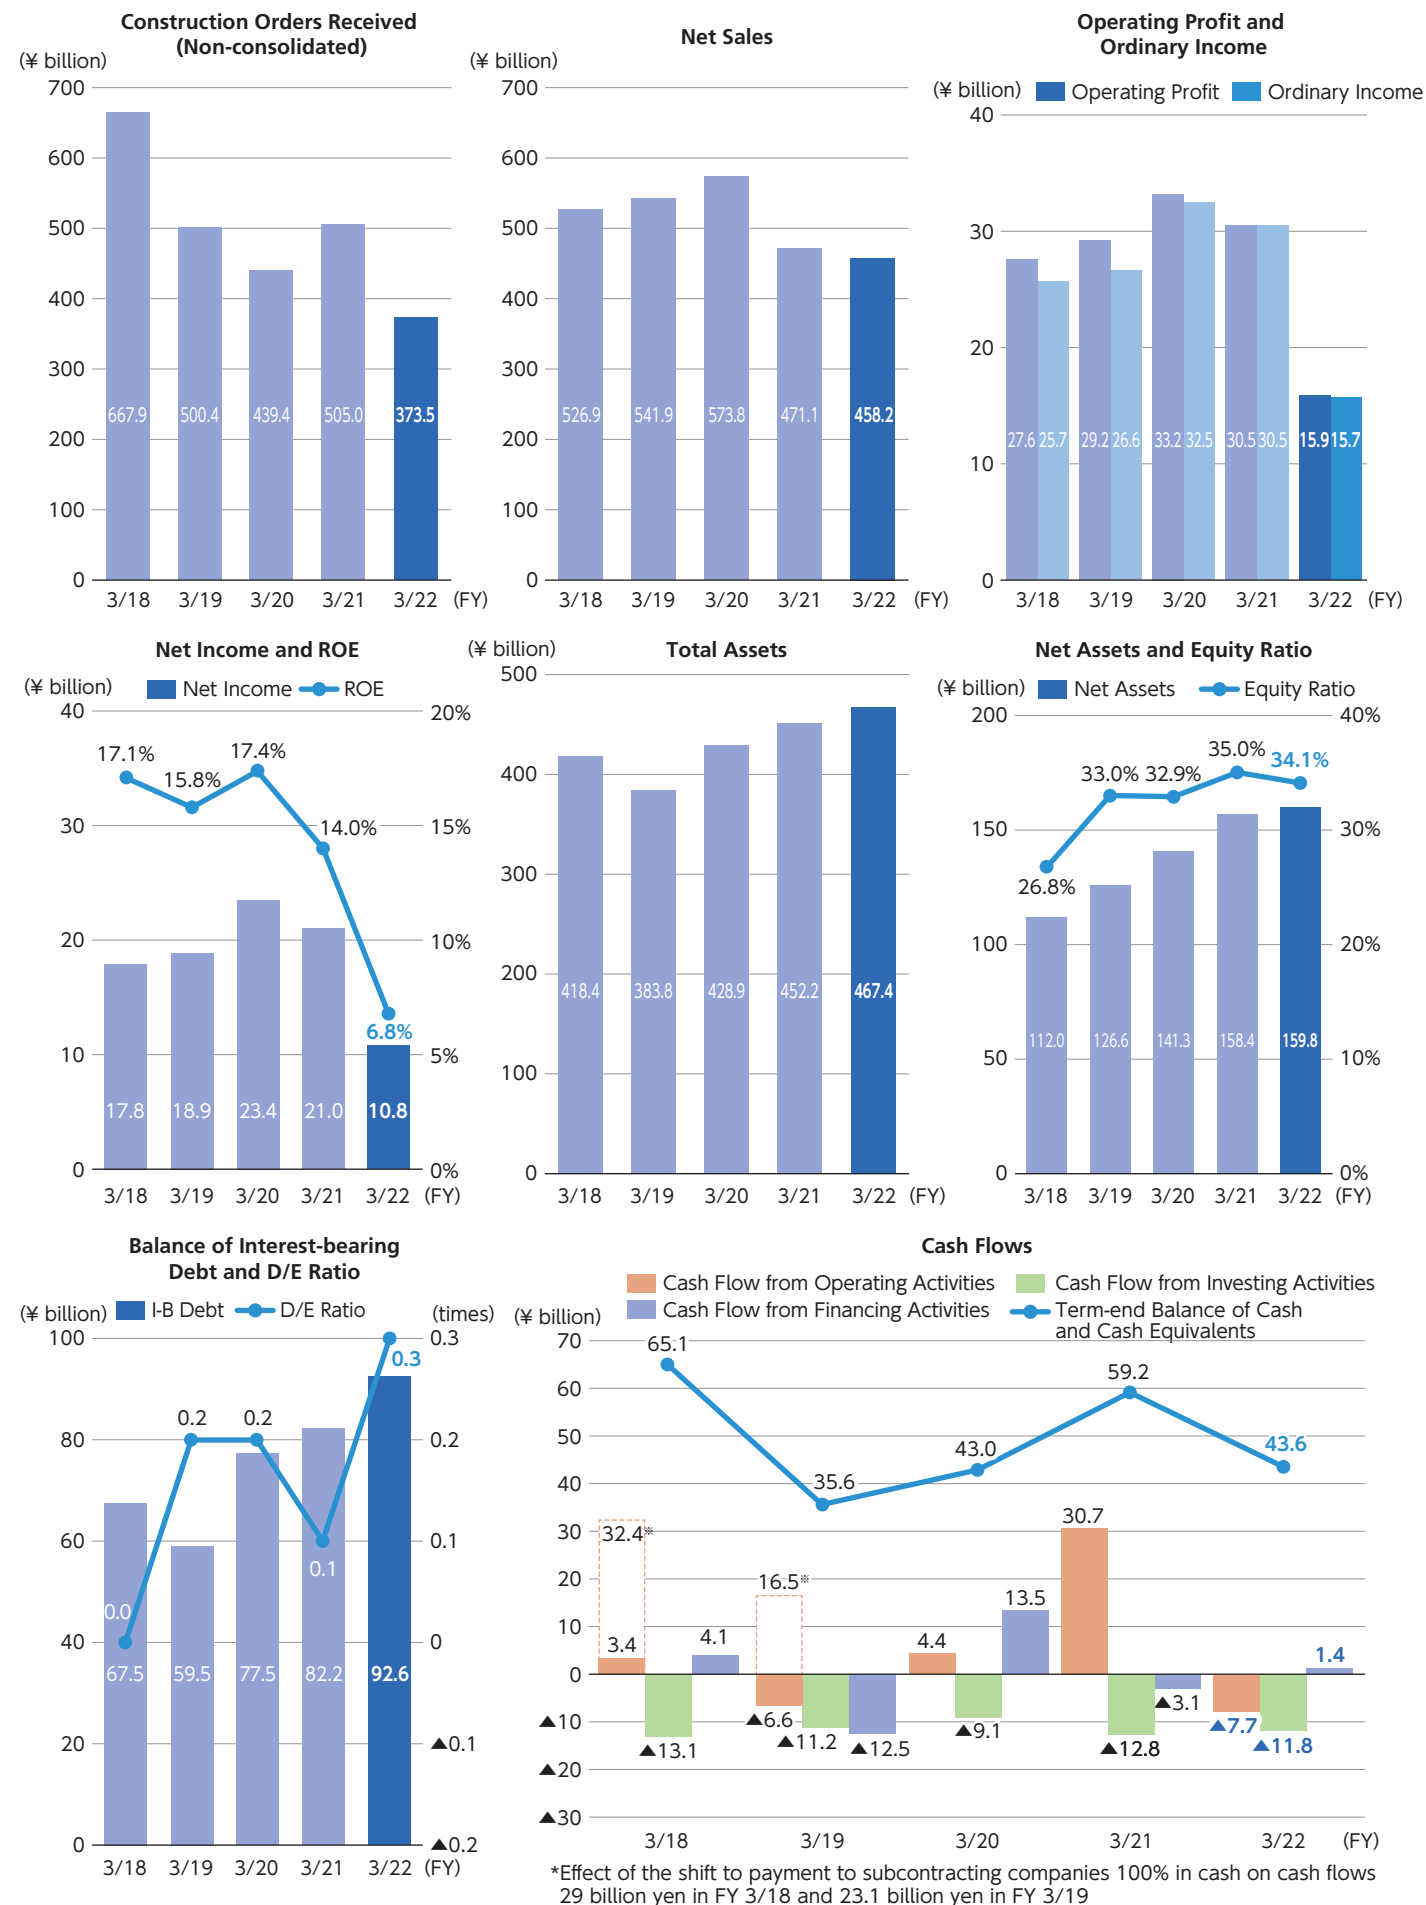 Construction Orders Received
(Non-consolidated)
(¥ billion)
700
600
500
400
300
200
100
0
667.9 500.4 439.4 505.0 373.5
3/18 3/19 3/20 3/21 3/22 (FY)
Net Sales
(¥ billion)
700
600
500
400
300
200
100
0
526.9 541.9 573.8 471.1 458.2
3/18 3/19 3/20 3/21 3/22 (FY)
Operating Profit and
Ordinary Income
(¥ billion) Operating Profit Ordinary Income
40
30
20
10
0
27.6 25.7 29.2 26.6 33.2 32.5 30.5 30.5 15.9 15.7
3/18 3/19 3/20 3/21 3/22 (FY)
Net Income and ROE
(¥ billion) Net Income ROE
40
30
20
10
0
20%
15%
10%
5%
0%
17.1% 15.8% 17.4% 14.0% 6.8%
17.8 18.9 23.4 21.0 10.8
3/18 3/19 3/20 3/21 3/22 (FY)
Total Assets
(¥ billion)
500
400
300
200
100
0
418.4 383.8 428.9 452.2 467.4
3/18 3/19 3/20 3/21 3/22 (FY)
Net Assets and Equity Ratio
(¥ billion) Net Assets Equity Ratio
200
150
100
50
0
40%
30%
20%
10%
0%
26.8% 33.0% 32.9% 35.0% 34.1%
112.0 126.6 141.3 158.4 159.8
3/18 3/19 3/20 3/21 3/22 (FY)
Balance of Interest-bearing
Debt and D/E Ratio
(¥ billion) I-B Debt D/E Ratio (times)
100
80
60
40
20
0
0.3
0.2
0.1
0
▲0.1
▲0.2
0.0 0.2 0.2 0.1 0.3
67.5 59.5 77.5 82.2 92.6
3/18 3/19 3/20 3/21 3/22 (FY)
Cash Flows
Cash Flow from Operating Activities Cash Flow from Investing Activities
Cash Flow from Financing Activities Term-end Balance of Cash
and Cash Equivalents
(¥ billion)
70
60
50
40
30
20
10
0
▲10
▲20
▲30
65.1 35.6 43.0 59.2 43.6
32.4※ 16.5※
3.4 ▲13.1 4.1
▲6.6 ▲11.2 ▲12.5
4.4 ▲9.1 13.5
30.7 ▲12.8 ▲3.1
▲7.7 ▲11.8 1.4
3/18 3/19 3/20 3/21 3/22 (FY)
*Effect of the shift to payment to subcontracting companies 100% in cash on cash flows
29 billion yen in FY 3/18 and 23.1 billion yen in FY 3/19